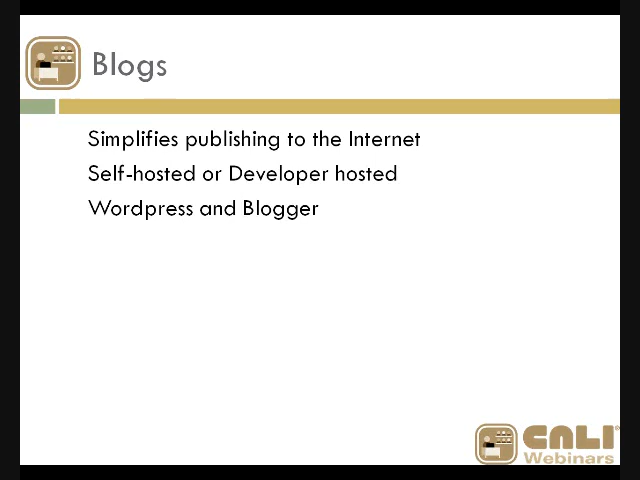 Blogs
Simplifies publishing to the Internet
Self-hosted or Developer hosted
Wordpress and Blogger
CALI®
Webinars